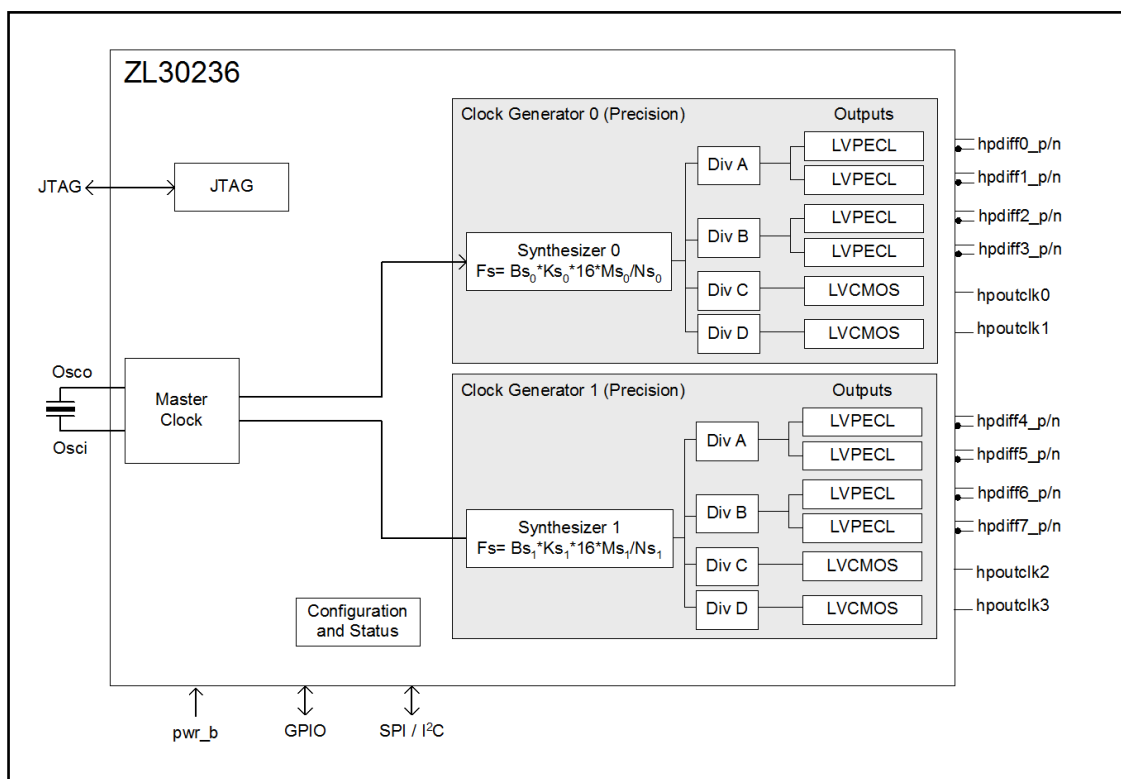 ZL30236
JTAG
JTAG
Osco
Osci
Master
Clock
Clock Generator 0 (Precision)
Outputs
Synthesizer 0
Fs= Bs₀*Ks₀*16*Ms₀/Ns₀
Div A
Div B
Div C
Div D
LVPECL
LVPECL
LVPECL
LVPECL
LVCMOS
LVCMOS
hpdiff0_p/n
hpdiff1_p/n
hpdiff2_p/n
hpdiff3_p/n
hpoutclk0
hpoutclk1
Clock Generator 1 (Precision)
Outputs
Synthesizer 1
Fs= Bs₁*Ks₁*16*Ms₁/Ns₁
Div A
Div B
Div C
Div D
LVPECL
LVPECL
LVPECL
LVPECL
LVCMOS
LVCMOS
hpdiff4_p/n
hpdiff5_p/n
hpdiff6_p/n
hpdiff7_p/n
hpoutclk2
hpoutclk3
Configuration
and Status
pwr_b
GPIO
SPI / I²C